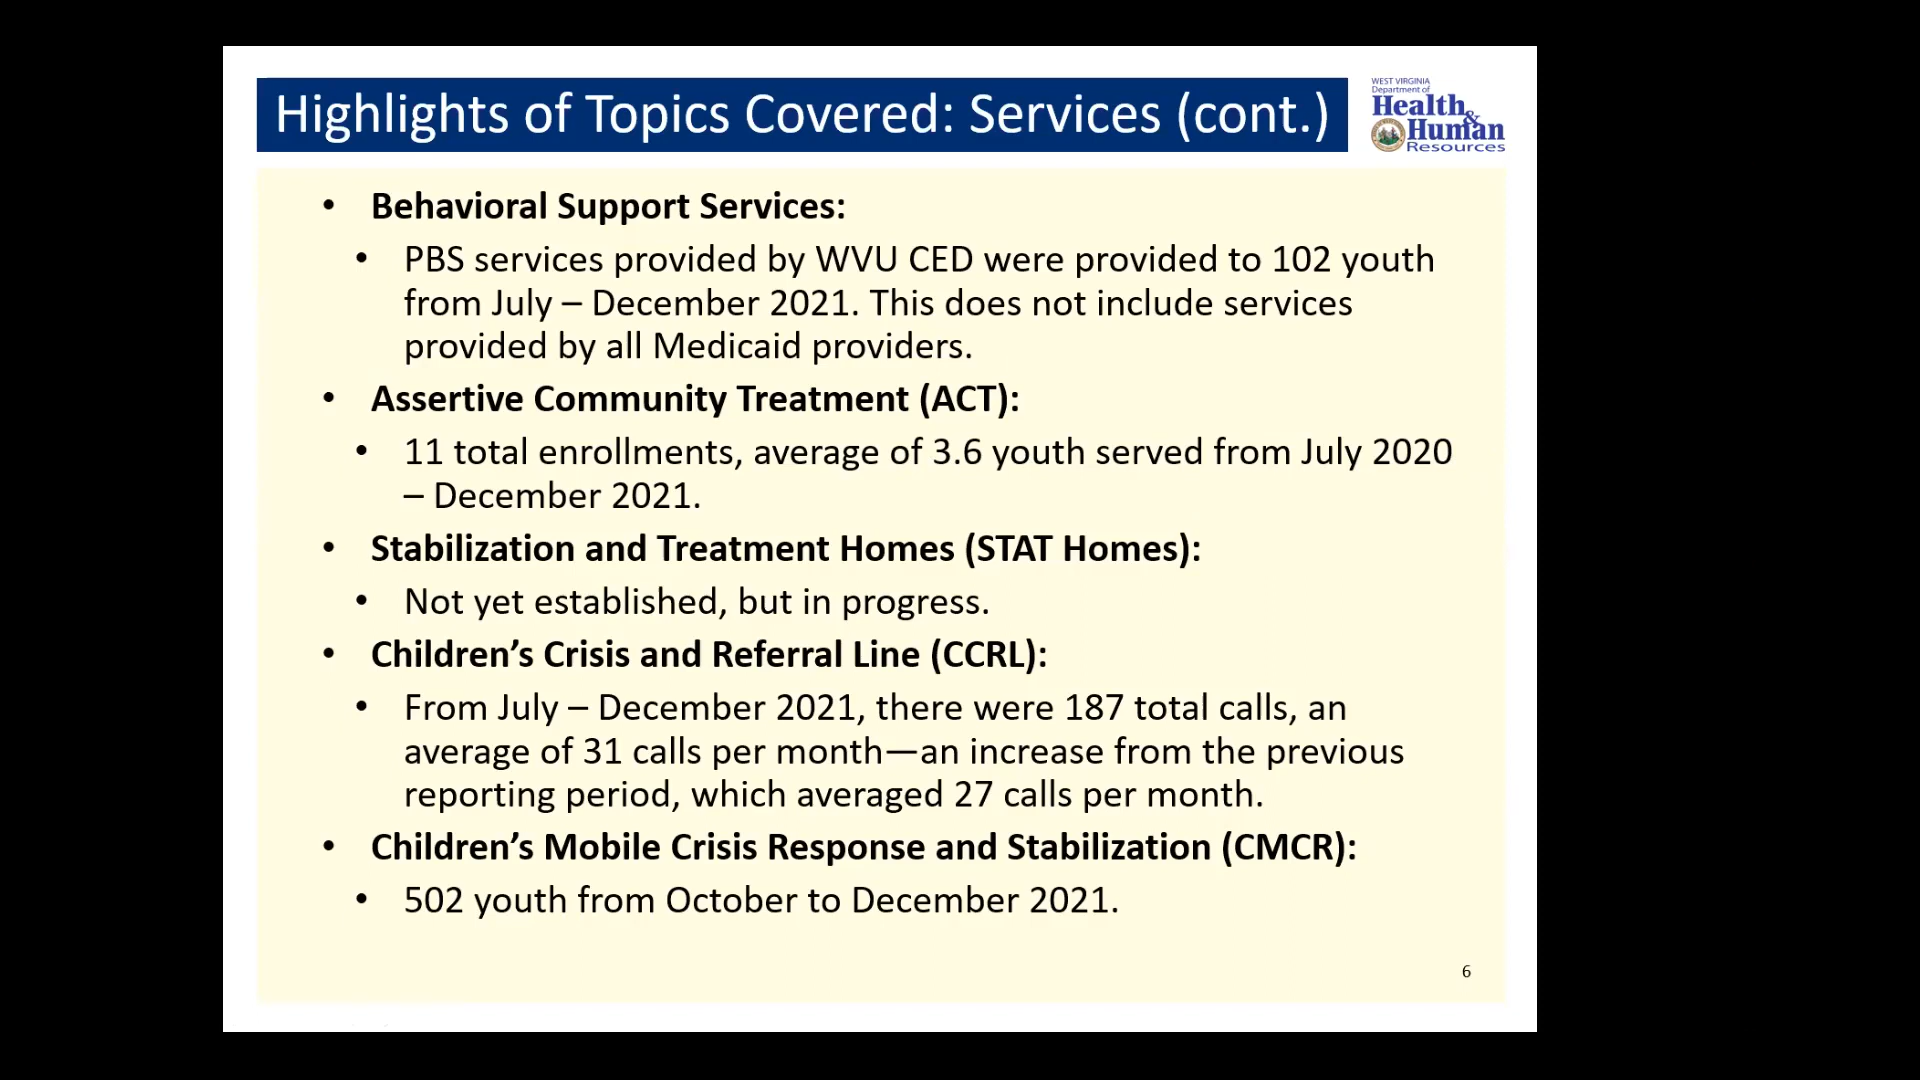 Highlights of Topics Covered: Services (cont.)
WEST VIRGINIA
Department of
Health
&
Human
Resources
• Behavioral Support Services:
• PBS services provided by WVU CED were provided to 102 youth
from July – December 2021. This does not include services
provided by all Medicaid providers.
• Assertive Community Treatment (ACT):
• 11 total enrollments, average of 3.6 youth served from July 2020
– December 2021.
• Stabilization and Treatment Homes (STAT Homes):
• Not yet established, but in progress.
• Children’s Crisis and Referral Line (CCRL):
• From July – December 2021, there were 187 total calls, an
average of 31 calls per month—an increase from the previous
reporting period, which averaged 27 calls per month.
• Children’s Mobile Crisis Response and Stabilization (CMCR):
• 502 youth from October to December 2021.
6